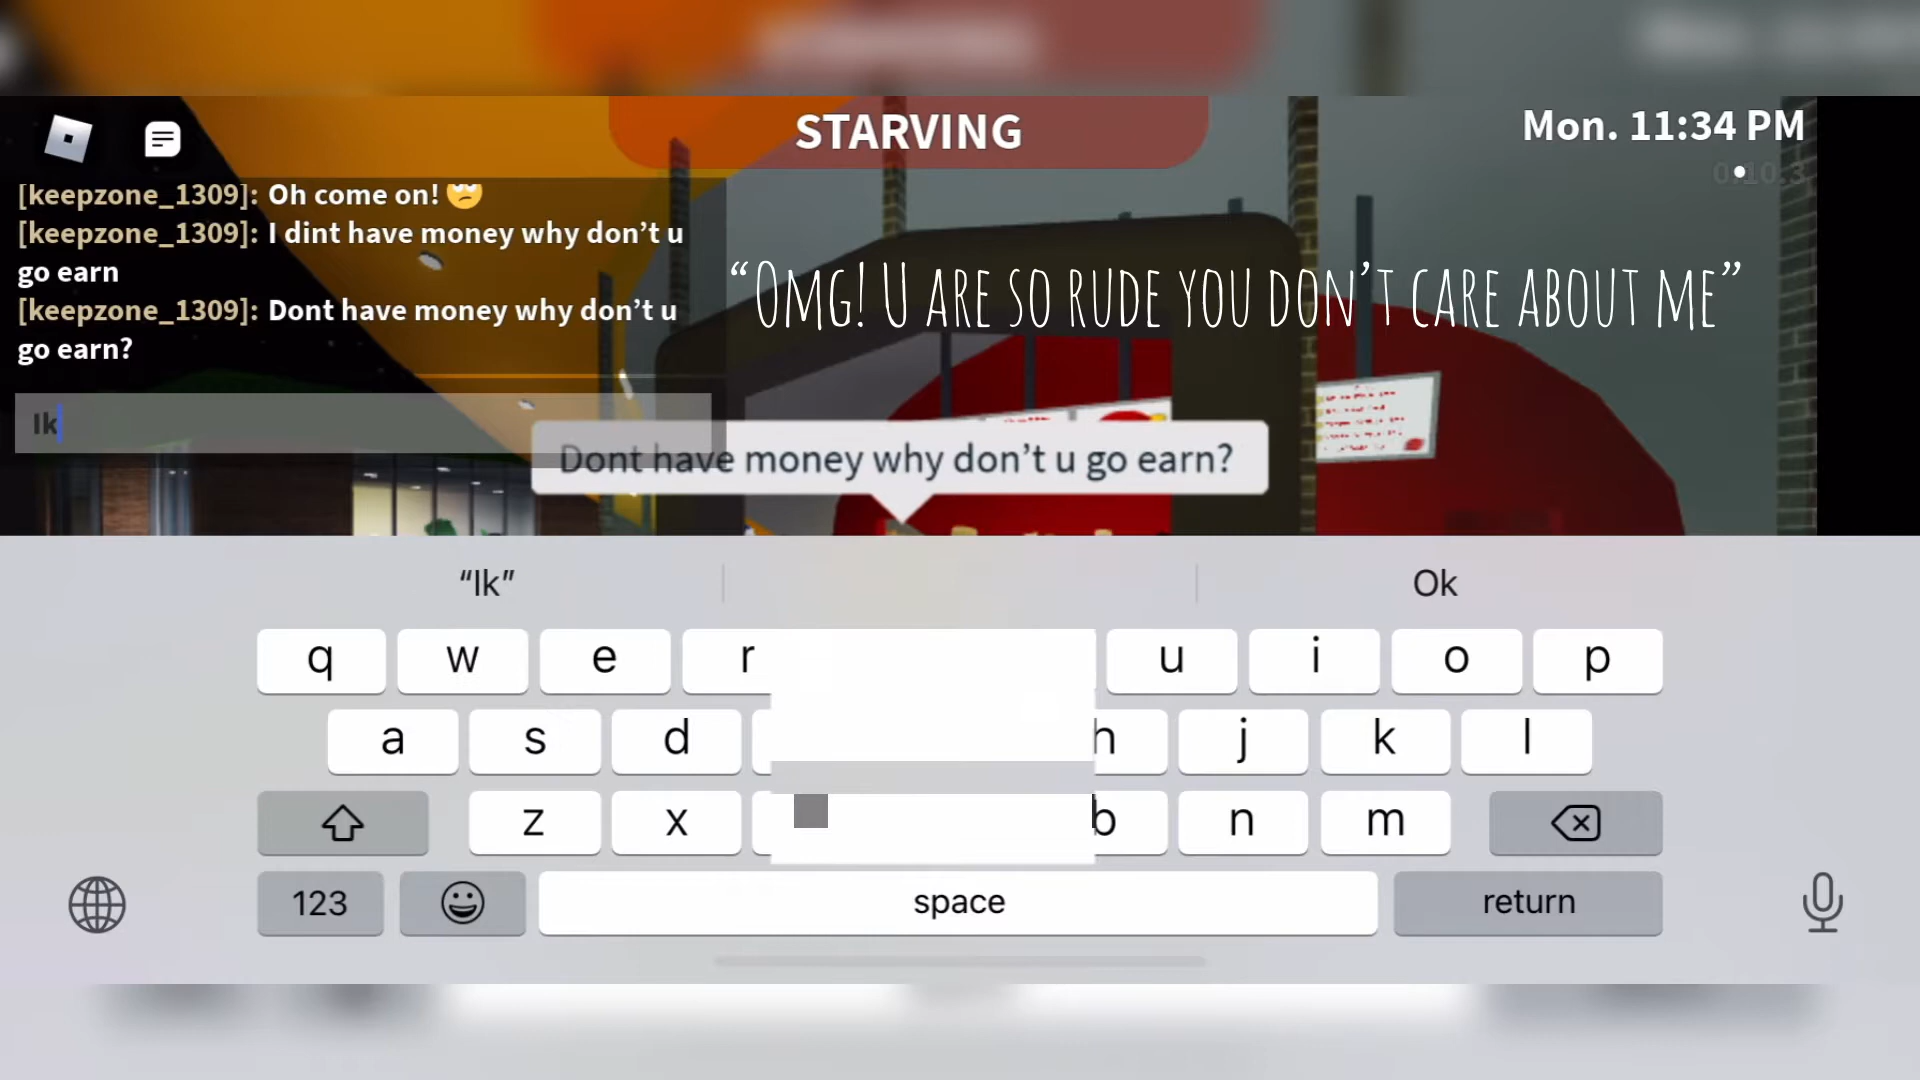 STARVING
Mon. 11:34 PM
[keepzone_1309]: Oh come on! 🙄
[keepzone_1309]: I dint have money why don’t u
go earn
[keepzone_1309]: Dont have money why don’t u
go earn?
“Omg! U are so rude you don’t care about me”
Ik
Dont have money why don’t u go earn?
“Ik” Ok
q w e r u i o p
a s d h j k l
z x b n m
123 space return